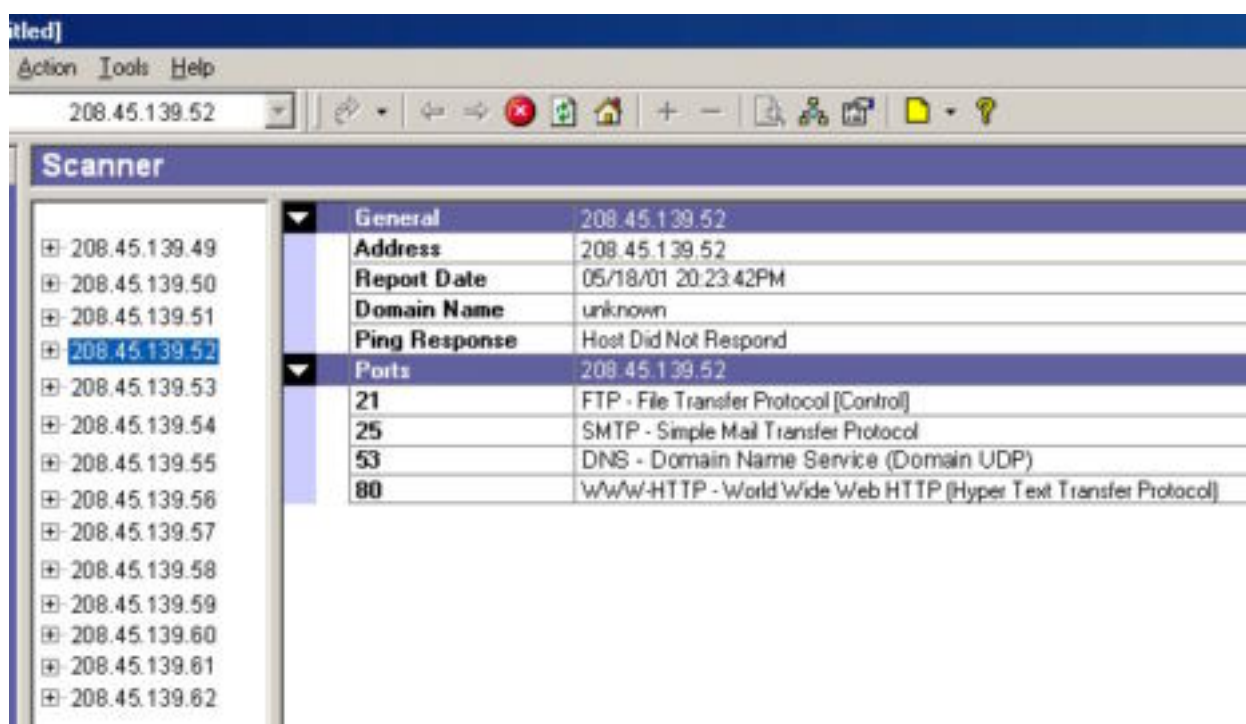 itled]
Action Tools Help
208.45.139.52
Scanner
208.45.139.49
208.45.139.50
208.45.139.51
208.45.139.52
208.45.139.53
208.45.139.54
208.45.139.55
208.45.139.56
208.45.139.57
208.45.139.58
208.45.139.59
208.45.139.60
208.45.139.61
208.45.139.62
General 208.45.139.52
Address 208.45.139.52
Report Date 05/18/01 20:23:42PM
Domain Name unknown
Ping Response Host Did Not Respond
Ports 208.45.139.52
21 FTP - File Transfer Protocol [Control]
25 SMTP - Simple Mail Transfer Protocol
53 DNS - Domain Name Service (Domain UDP)
80 WWW-HTTP - World Wide Web HTTP (Hyper Text Transfer Protocol)